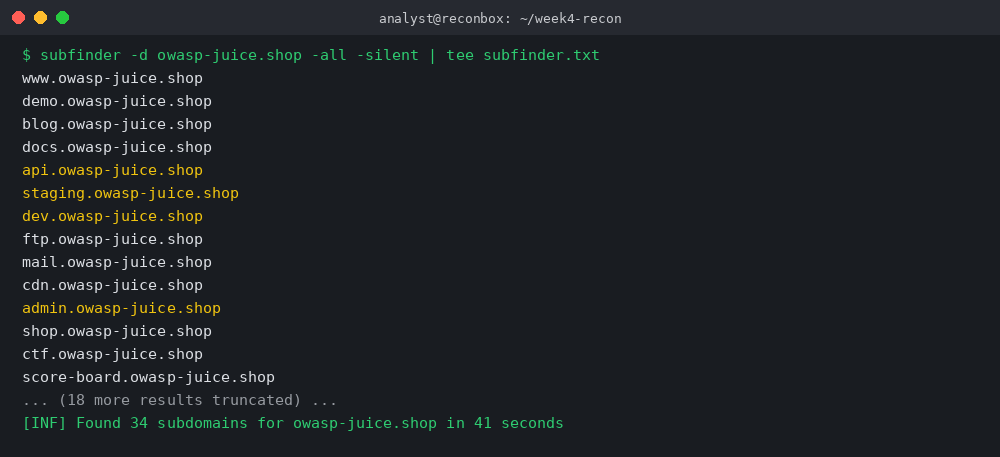 analyst@reconbox: ~/week4-recon
$ subfinder -d owasp-juice.shop -all -silent | tee subfinder.txt
www.owasp-juice.shop
demo.owasp-juice.shop
blog.owasp-juice.shop
docs.owasp-juice.shop
api.owasp-juice.shop
staging.owasp-juice.shop
dev.owasp-juice.shop
ftp.owasp-juice.shop
mail.owasp-juice.shop
cdn.owasp-juice.shop
admin.owasp-juice.shop
shop.owasp-juice.shop
ctf.owasp-juice.shop
score-board.owasp-juice.shop
... (18 more results truncated) ...
[INF] Found 34 subdomains for owasp-juice.shop in 41 seconds